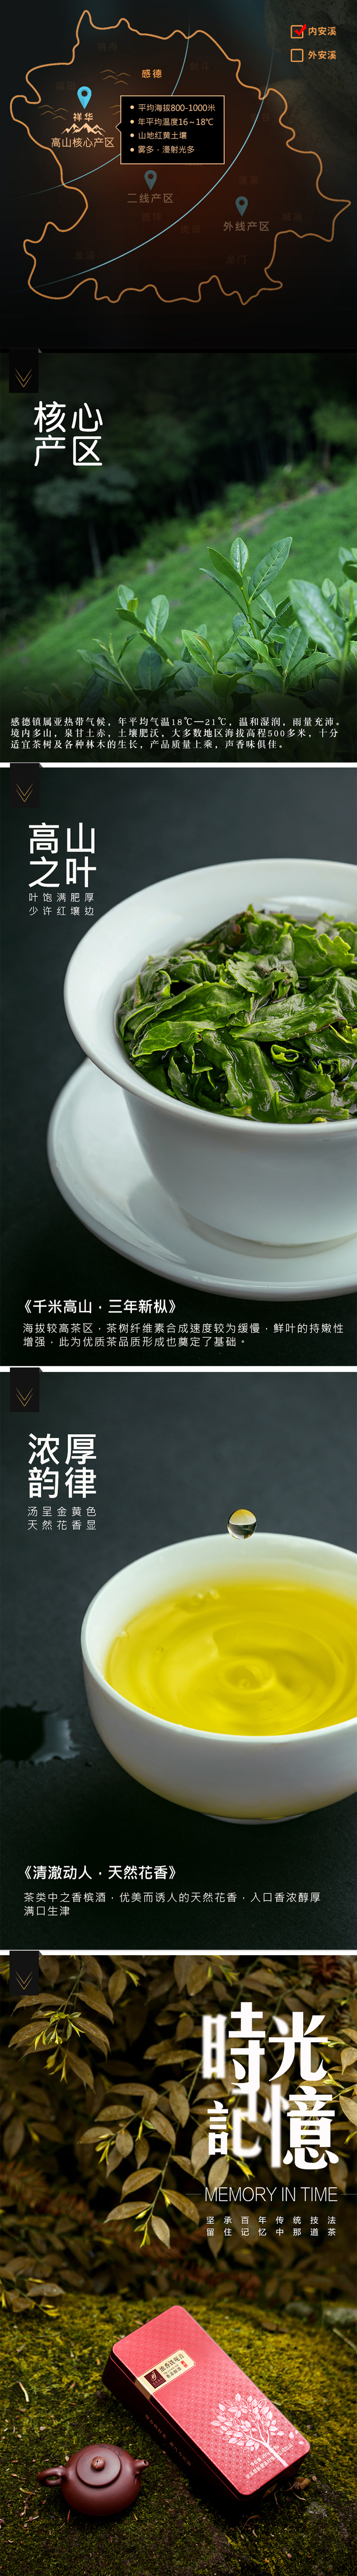 内安溪
外安溪
感德
祥华
高山核心产区
平均海拔800-1000米
年平均温度16~18℃
山地红黄土壤
雾多，漫射光多
二线产区
外线产区
龙门
核心
产区
感德镇属亚热带气候，年平均气温18℃—21℃，温和湿润，雨量充沛。
境内多山，泉甘土赤，土壤肥沃，大多数地区海拔高程500多米，十分
适宜茶树及各种林木的生长，产品质量上乘，声香味俱佳。
高山
之叶
叶饱满肥厚
少许红壤边
《千米高山，三年新枞》
海拔较高茶区，茶树纤维素合成速度较为缓慢，鲜叶的持嫩性
增强，此为优质茶品质形成也奠定了基础。
浓厚
韵律
汤呈金黄色
天然花香显
《清澈动人，天然花香》
茶类中之香槟酒，优美而诱人的天然花香，入口香浓醇厚
满口生津
時光
記憶
MEMORY IN TIME
坚承百年传统技法
留住记忆中那道茶